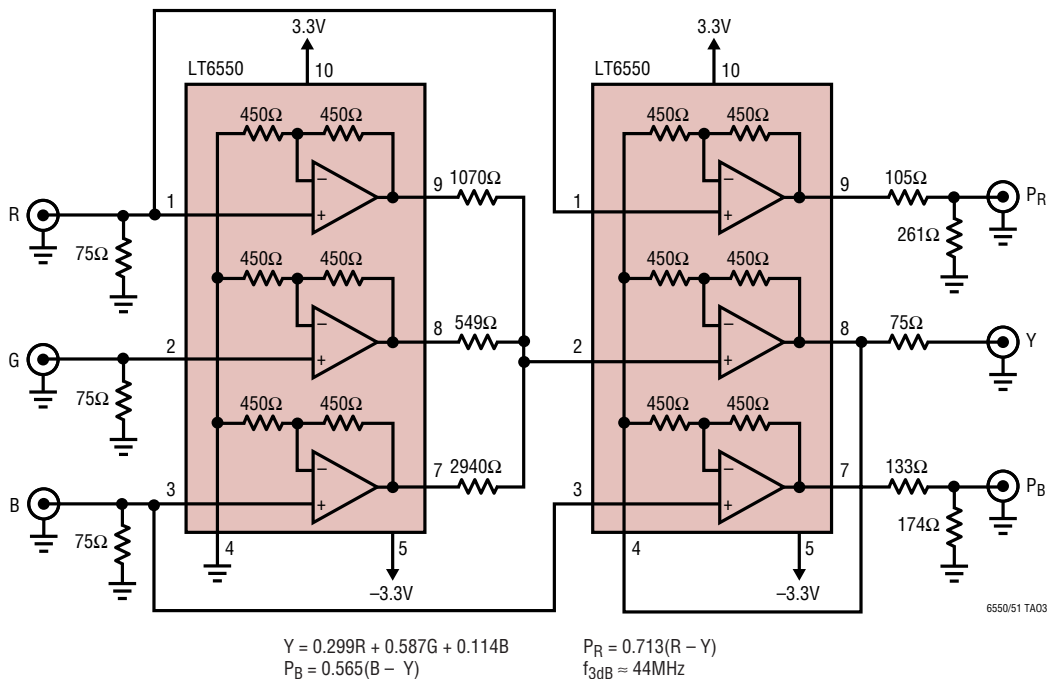 3.3V
3.3V
LT6550
10
LT6550
10
450Ω
450Ω
450Ω
450Ω
R
1
−
+
9
1070Ω
1
−
+
9
105Ω
PR
75Ω
261Ω
450Ω
450Ω
450Ω
450Ω
G
2
−
+
8
549Ω
2
−
+
8
75Ω
Y
75Ω
450Ω
450Ω
450Ω
450Ω
B
3
−
+
7
2940Ω
3
−
+
7
133Ω
PB
75Ω
174Ω
4
5
4
5
–3.3V
–3.3V
6550/51 TA03
Y = 0.299R + 0.587G + 0.114B
PB = 0.565(B – Y)
PR = 0.713(R – Y)
f3dB ≈ 44MHz